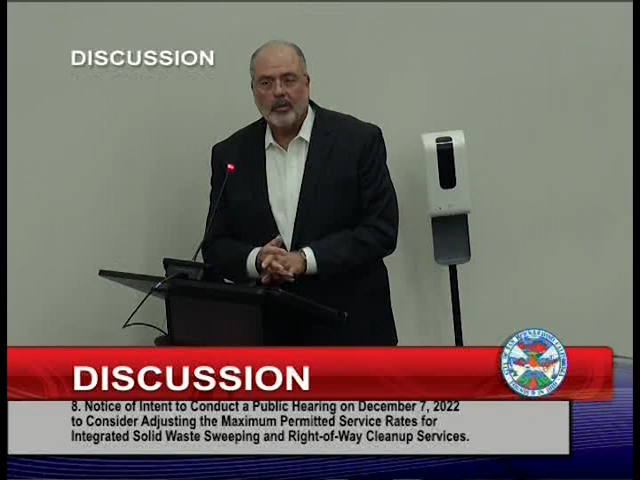 DISCUSSION
DISCUSSION
8. Notice of Intent to Conduct a Public Hearing on December 7, 2022
to Consider Adjusting the Maximum Permitted Service Rates for
Integrated Solid Waste Sweeping and Right-of-Way Cleanup Services.